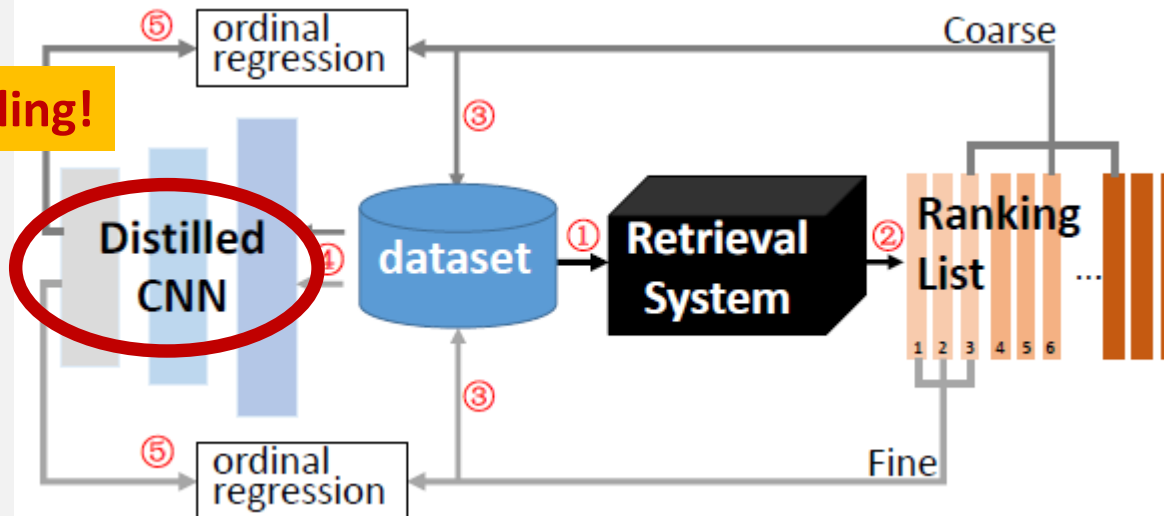 ⑤
ordinal
regression
Coarse
ling!
③
Distilled
CNN
④
dataset
①
Retrieval
System
②
Ranking
List
...
1 2 3 4 5 6
③
⑤
ordinal
regression
Fine